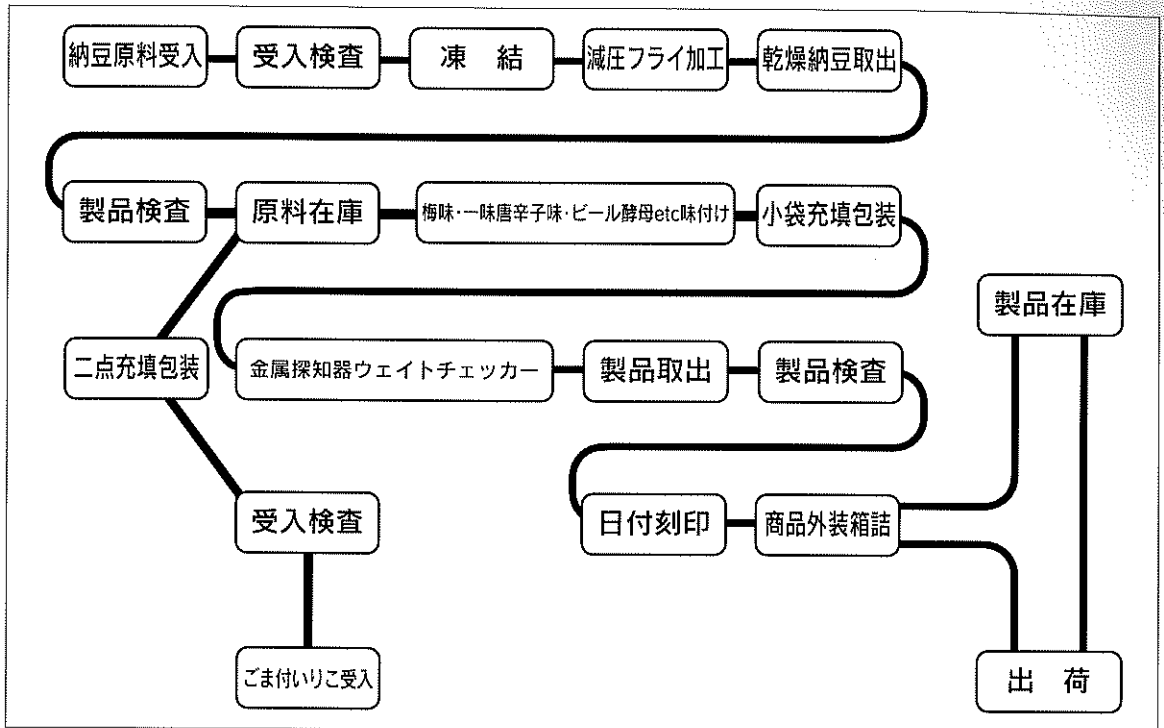 納豆原料受入
受入検査
凍 結
減圧フライ加工
乾燥納豆取出
製品検査
原料在庫
梅味・一味唐辛子味・ビール酵母etc味付け
小袋充填包装
製品在庫
二点充填包装
金属探知器ウェイトチェッカー
製品取出
製品検査
受入検査
日付刻印
商品外装箱詰
ごま付いりこ受入
出 荷